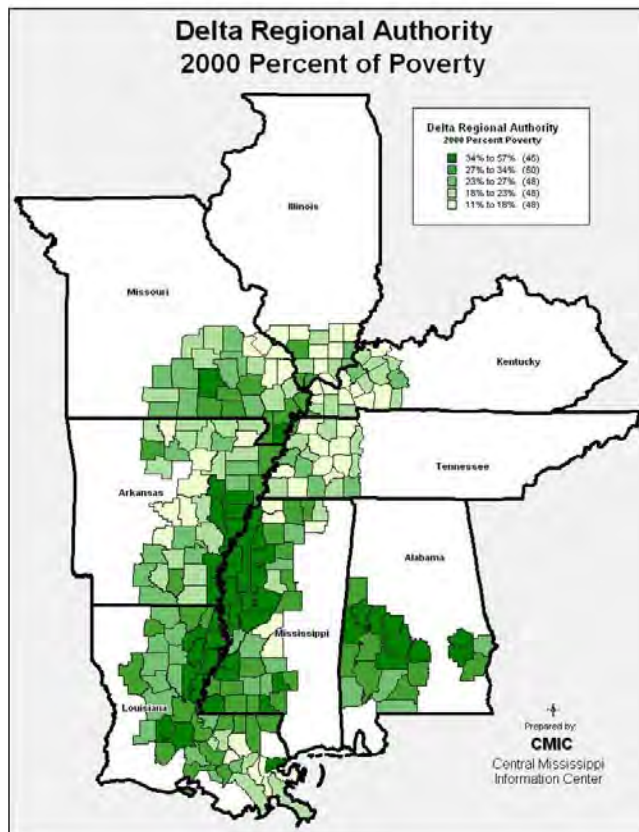 Delta Regional Authority
2000 Percent of Poverty
Delta Regional Authority
2000 Percent Poverty
34% to 57% (45)
27% to 34% (50)
23% to 27% (48)
18% to 23% (48)
11% to 18% (49)
Illinois
Missouri
Kentucky
Tennessee
Arkansas
Alabama
Mississippi
Louisiana
Prepared by:
CMIC
Central Mississippi
Information Center